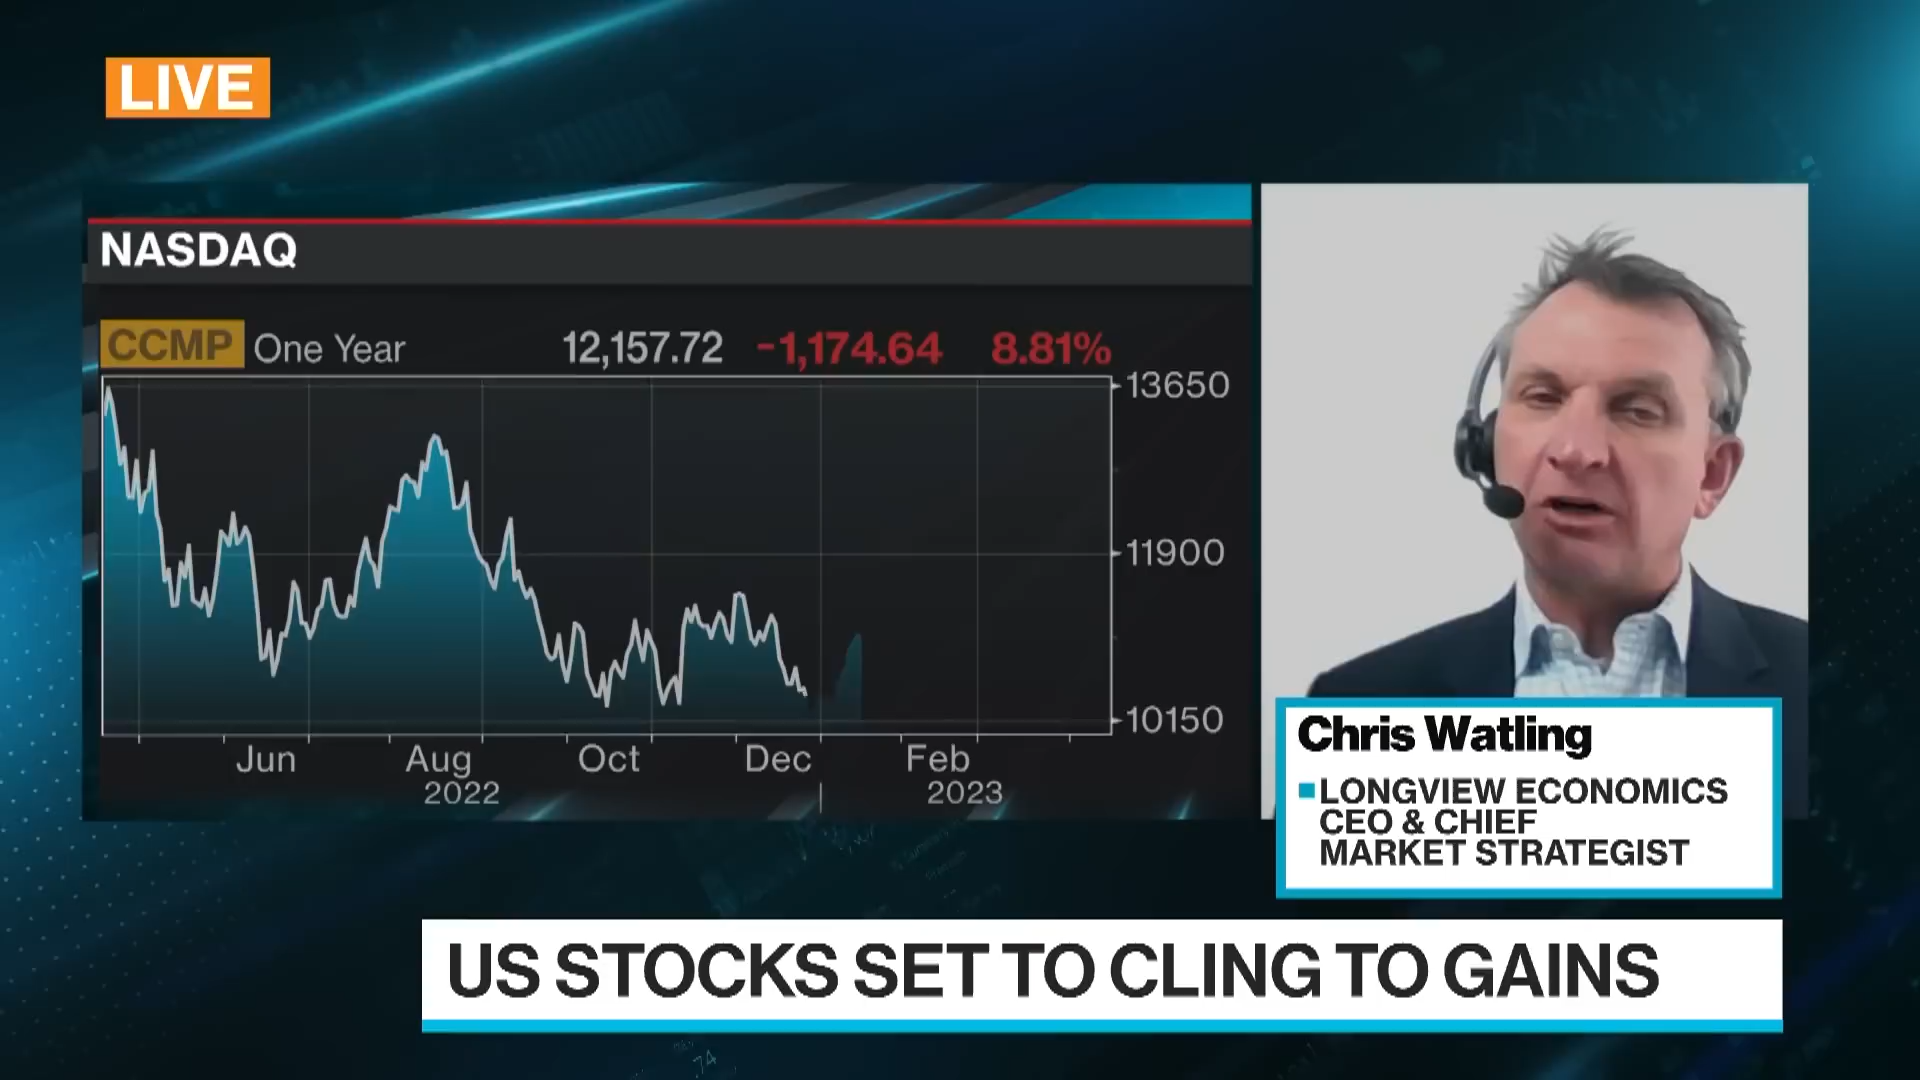 LIVE
NASDAQ
CCMP One Year 12,157.72 -1,174.64 8.81%
13650
11900
10150
Jun Aug Oct Dec Feb
2022 2023
Chris Watling
LONGVIEW ECONOMICS
CEO & CHIEF
MARKET STRATEGIST
US STOCKS SET TO CLING TO GAINS
74